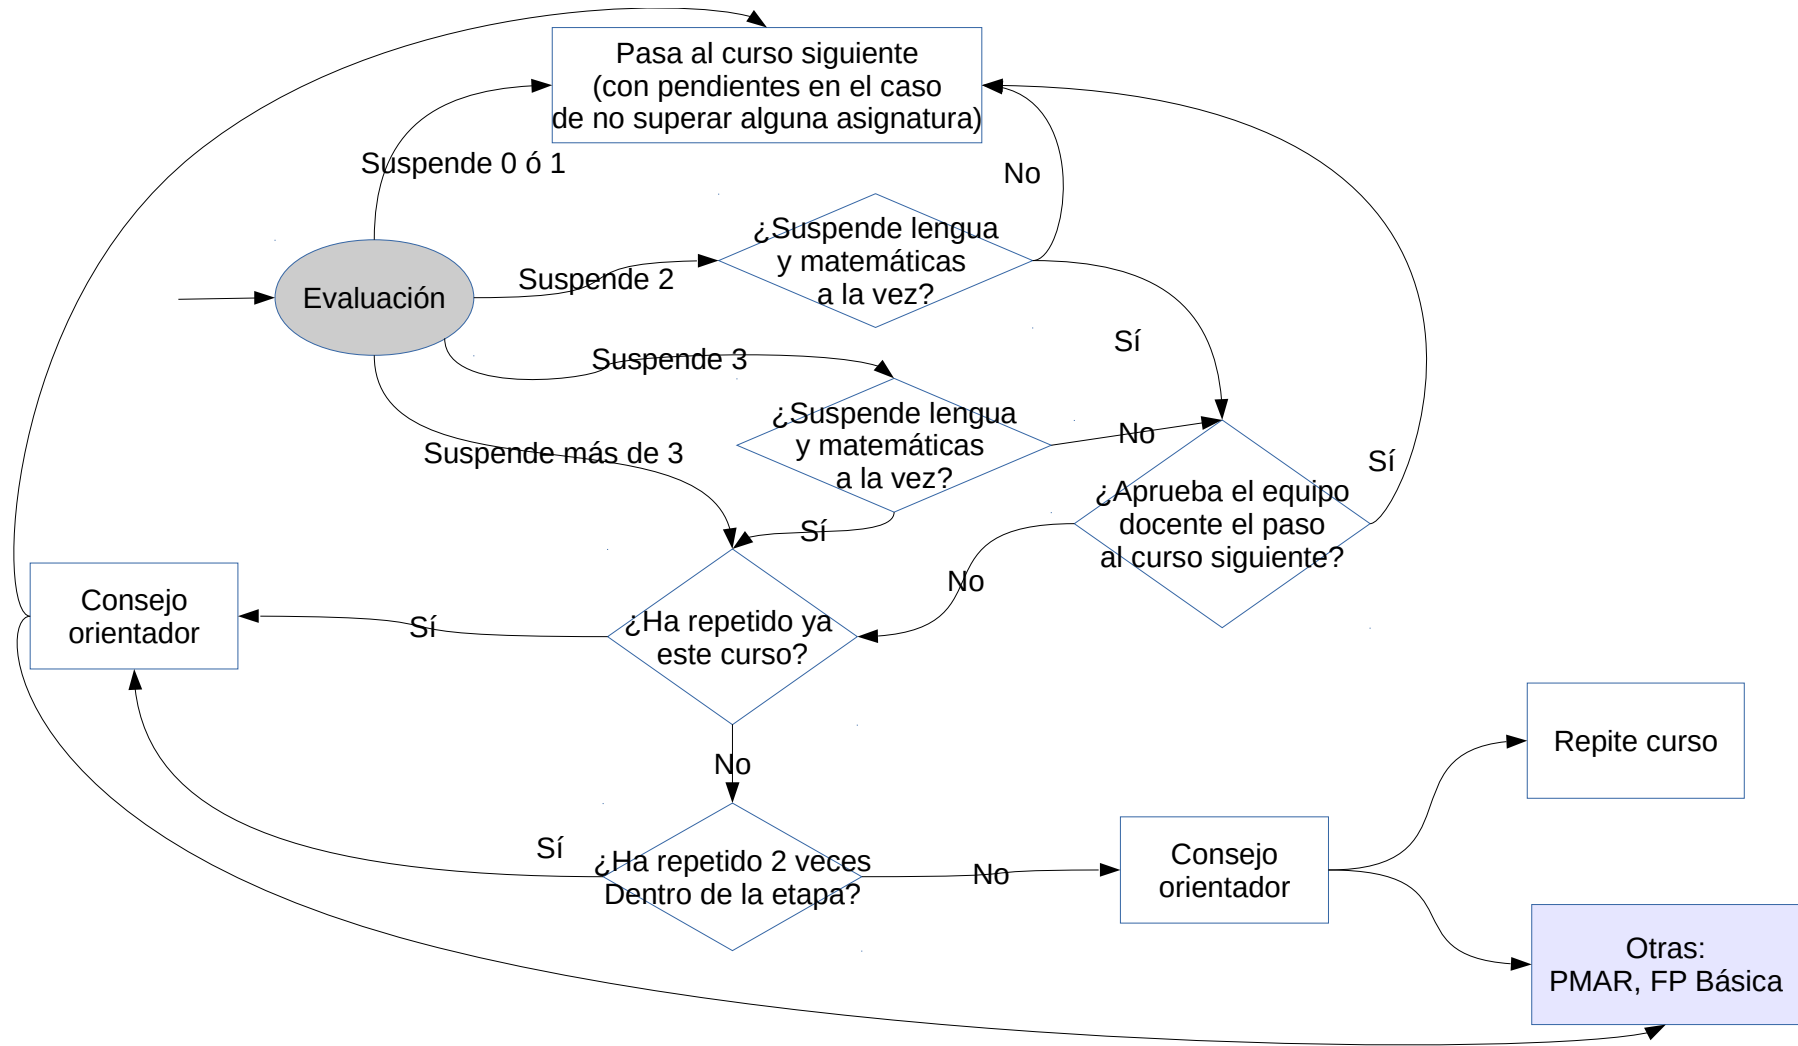 Pasa al curso siguiente
(con pendientes en el caso
de no superar alguna asignatura)
Suspende 0 ó 1
No
¿Suspende lengua
y matemáticas
a la vez?
Suspende 2
Evaluación
Sí
Suspende 3
¿Suspende lengua
y matemáticas
a la vez?
No
Suspende más de 3
Sí
¿Aprueba el equipo
docente el paso
al curso siguiente?
Sí
No
Consejo
orientador
Sí
¿Ha repetido ya
este curso?
No
Repite curso
Sí
¿Ha repetido 2 veces
Dentro de la etapa?
No
Consejo
orientador
Otras:
PMAR, FP Básica